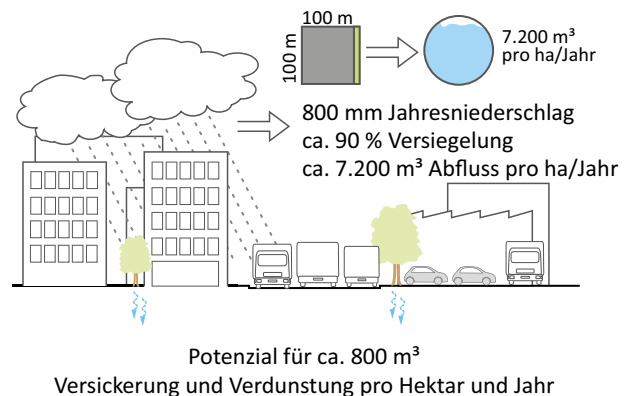 100 m
100 m
7.200 m³
pro ha/Jahr
800 mm Jahresniederschlag
ca. 90 % Versiegelung
ca. 7.200 m³ Abfluss pro ha/Jahr
Potenzial für ca. 800 m³
Versickerung und Verdunstung pro Hektar und Jahr